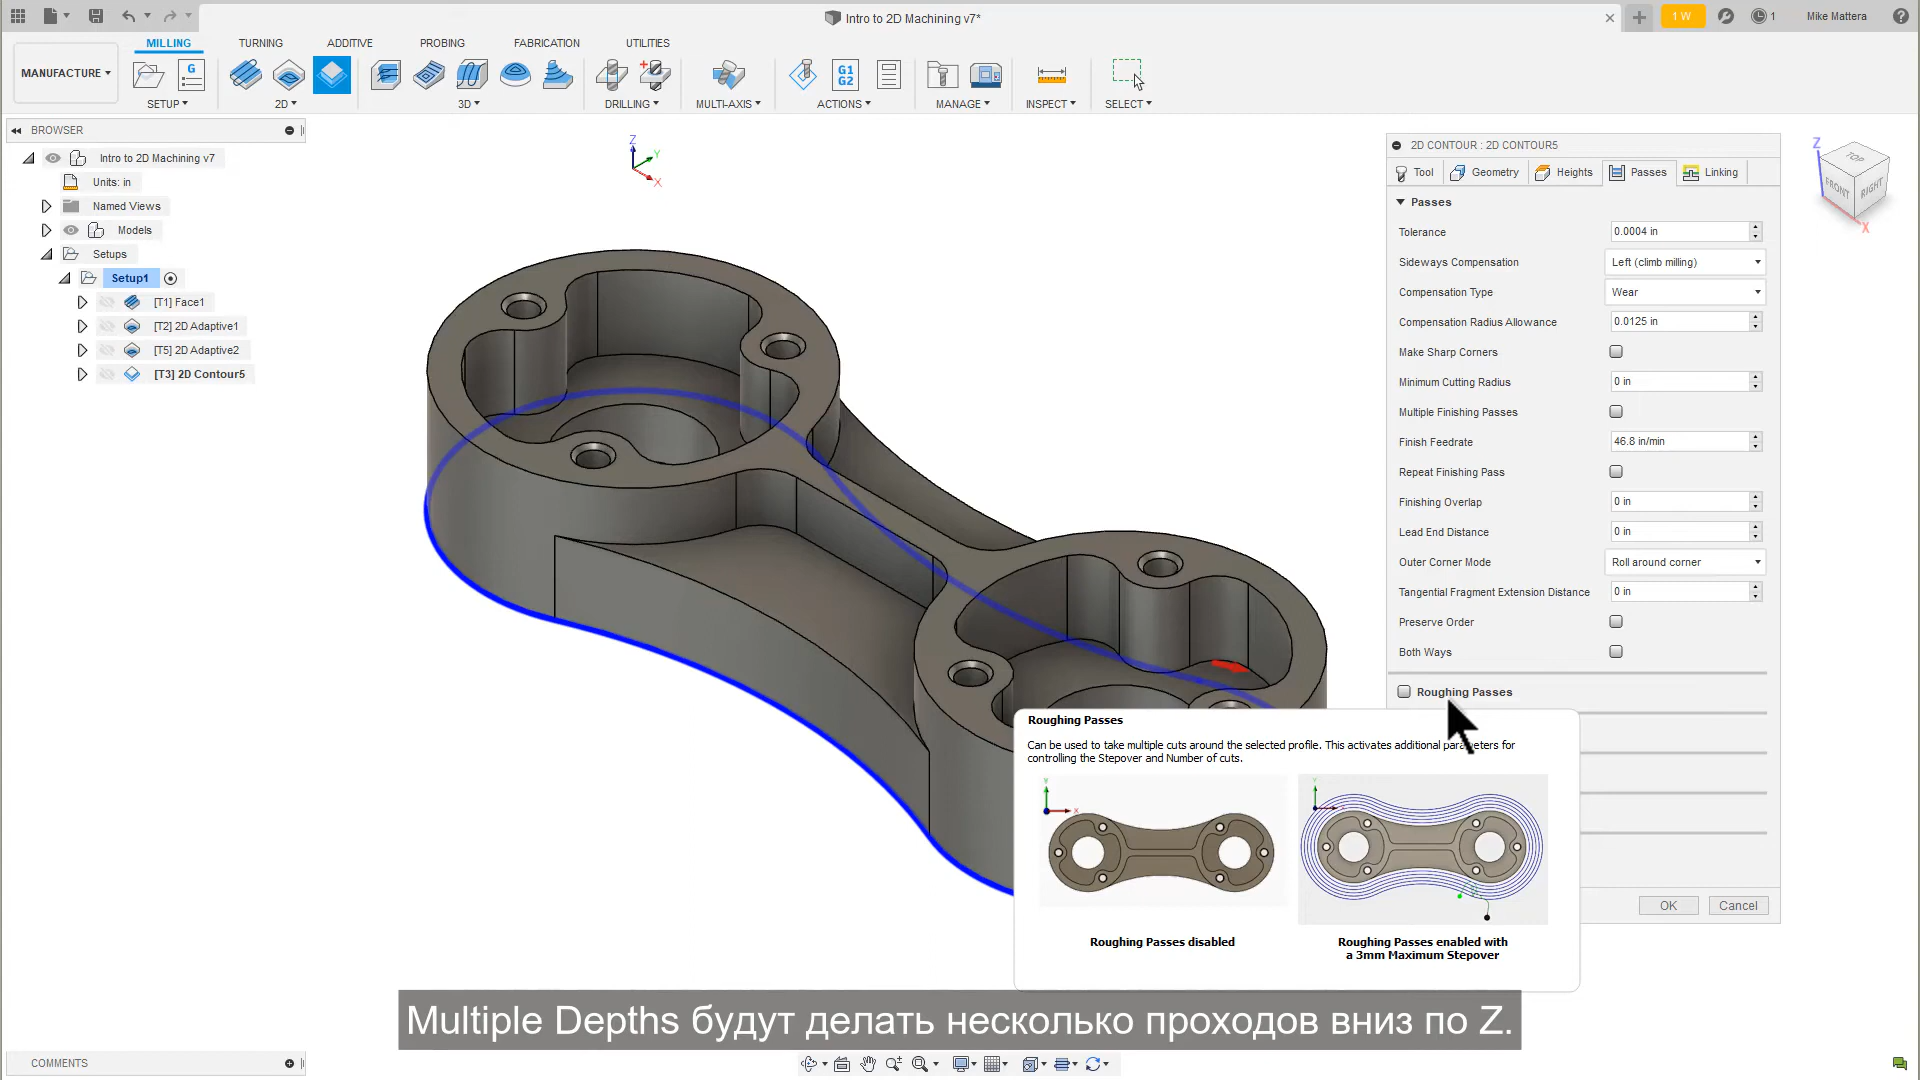 Intro to 2D Machining v7*
1 W
1
Mike Mattera
MANUFACTURE
MILLING
TURNING
ADDITIVE
PROBING
FABRICATION
UTILITIES
G
G1
G2
SETUP
2D
3D
DRILLING
MULTI-AXIS
ACTIONS
MANAGE
INSPECT
SELECT
BROWSER
Intro to 2D Machining v7
Units: in
Named Views
Models
Setups
Setup1
[T1] Face1
[T2] 2D Adaptive1
[T5] 2D Adaptive2
[T3] 2D Contour5
Z
Y
X
2D CONTOUR : 2D CONTOUR5
Tool
Geometry
Heights
Passes
Linking
Passes
Tolerance 0.0004 in
Sideways Compensation Left (climb milling)
Compensation Type Wear
Compensation Radius Allowance 0.0125 in
Make Sharp Corners
Minimum Cutting Radius 0 in
Multiple Finishing Passes
Finish Feedrate 46.8 in/min
Repeat Finishing Pass
Finishing Overlap 0 in
Lead End Distance 0 in
Outer Corner Mode Roll around corner
Tangential Fragment Extension Distance 0 in
Preserve Order
Both Ways
Roughing Passes
OK
Cancel
Z
TOP
FRONT
RIGHT
X
Roughing Passes
Can be used to take multiple cuts around the selected profile. This activates additional parameters for
controlling the Stepover and Number of cuts.
Y
X
Y
Roughing Passes disabled
Roughing Passes enabled with
a 3mm Maximum Stepover
Multiple Depths будут делать несколько проходов вниз по Z.
COMMENTS